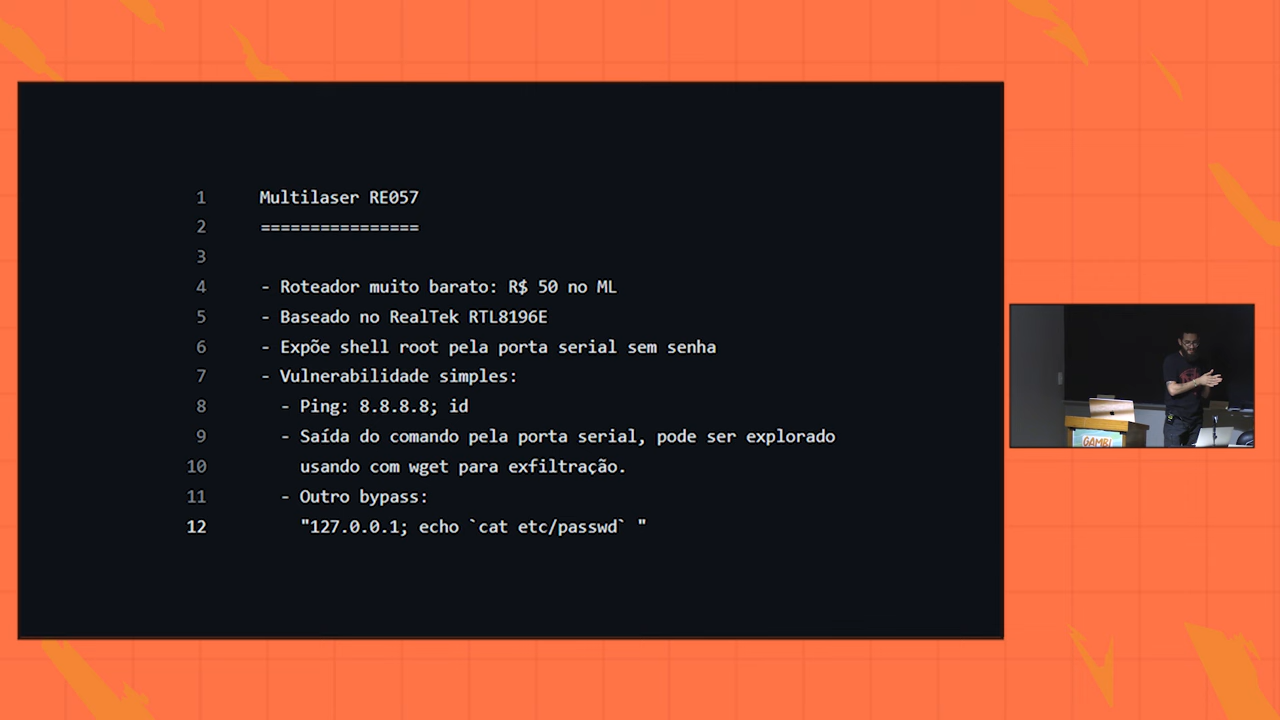 1 Multilaser RE057
2 ================
3
4 - Roteador muito barato: R$ 50 no ML
5 - Baseado no RealTek RTL8196E
6 - Expõe shell root pela porta serial sem senha
7 - Vulnerabilidade simples:
8 - Ping: 8.8.8.8; id
9 - Saída do comando pela porta serial, pode ser explorado
10 usando com wget para exfiltração.
11 - Outro bypass:
12 "127.0.0.1; echo `cat etc/passwd` "
GAMBI